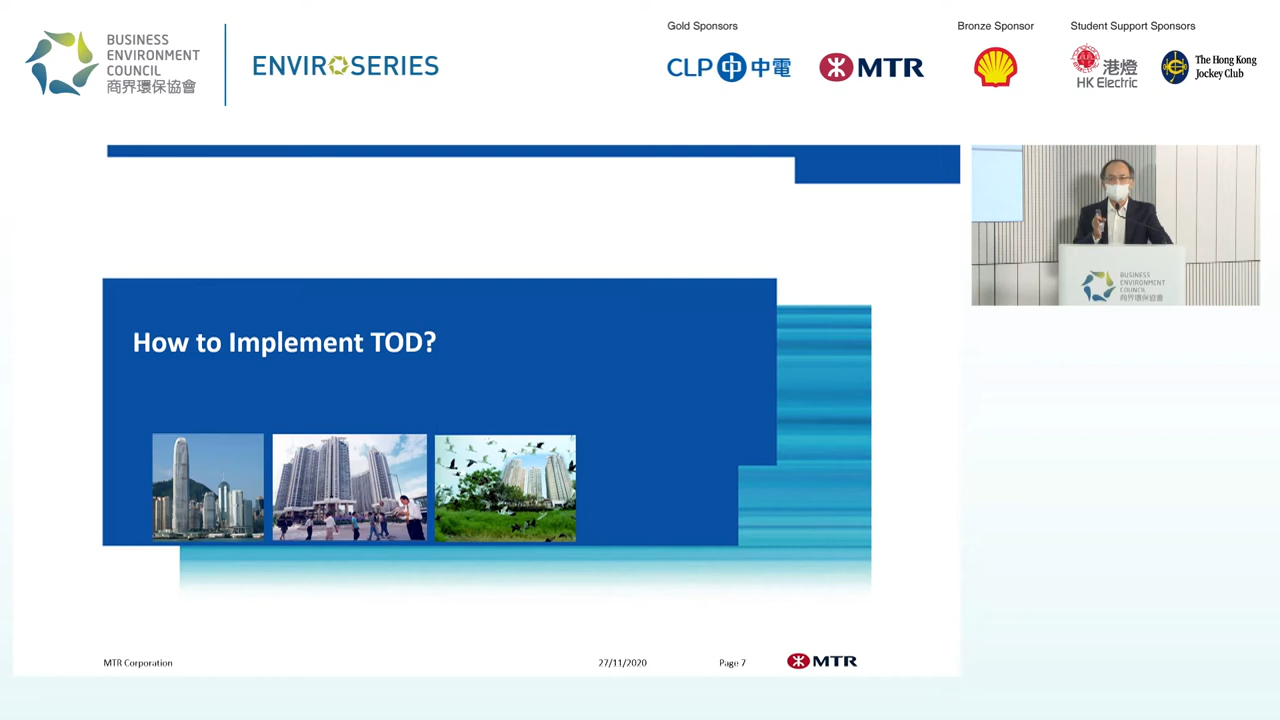 BUSINESS
ENVIRONMENT
COUNCIL
商界環保協會
ENVIROSERIES
Gold Sponsors
CLP 中電
MTR
Bronze Sponsor
Student Support Sponsors
港燈
HK Electric
The Hong Kong
Jockey Club
How to Implement TOD?
BUSINESS
ENVIRONMENT
COUNCIL
商界環保協會
MTR Corporation
27/11/2020
Page 7
MTR